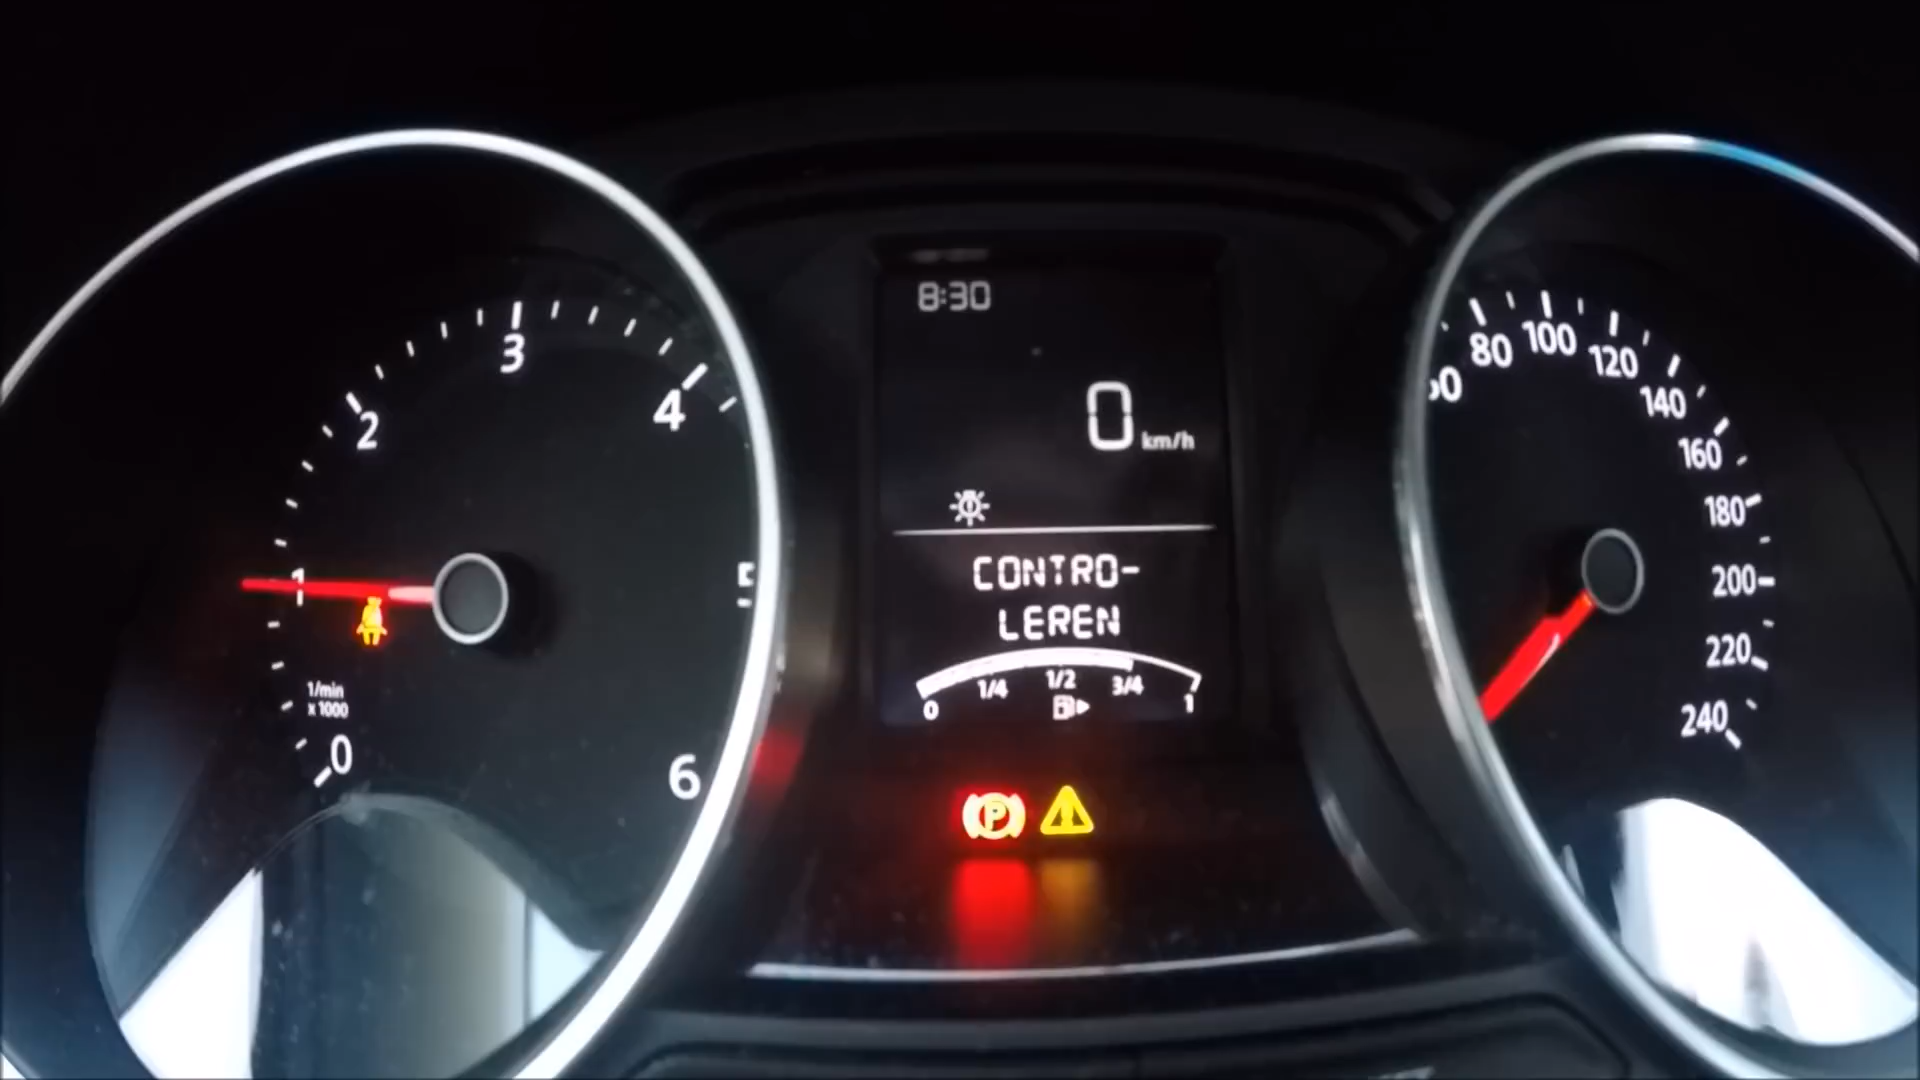 8:30
0 km/h
CONTRO-
LEREN
0 1/4 1/2 3/4 1
P
0 1 2 3 4 5 6
1/min
x 1000
80 100 120 140 160 180 200 220 240